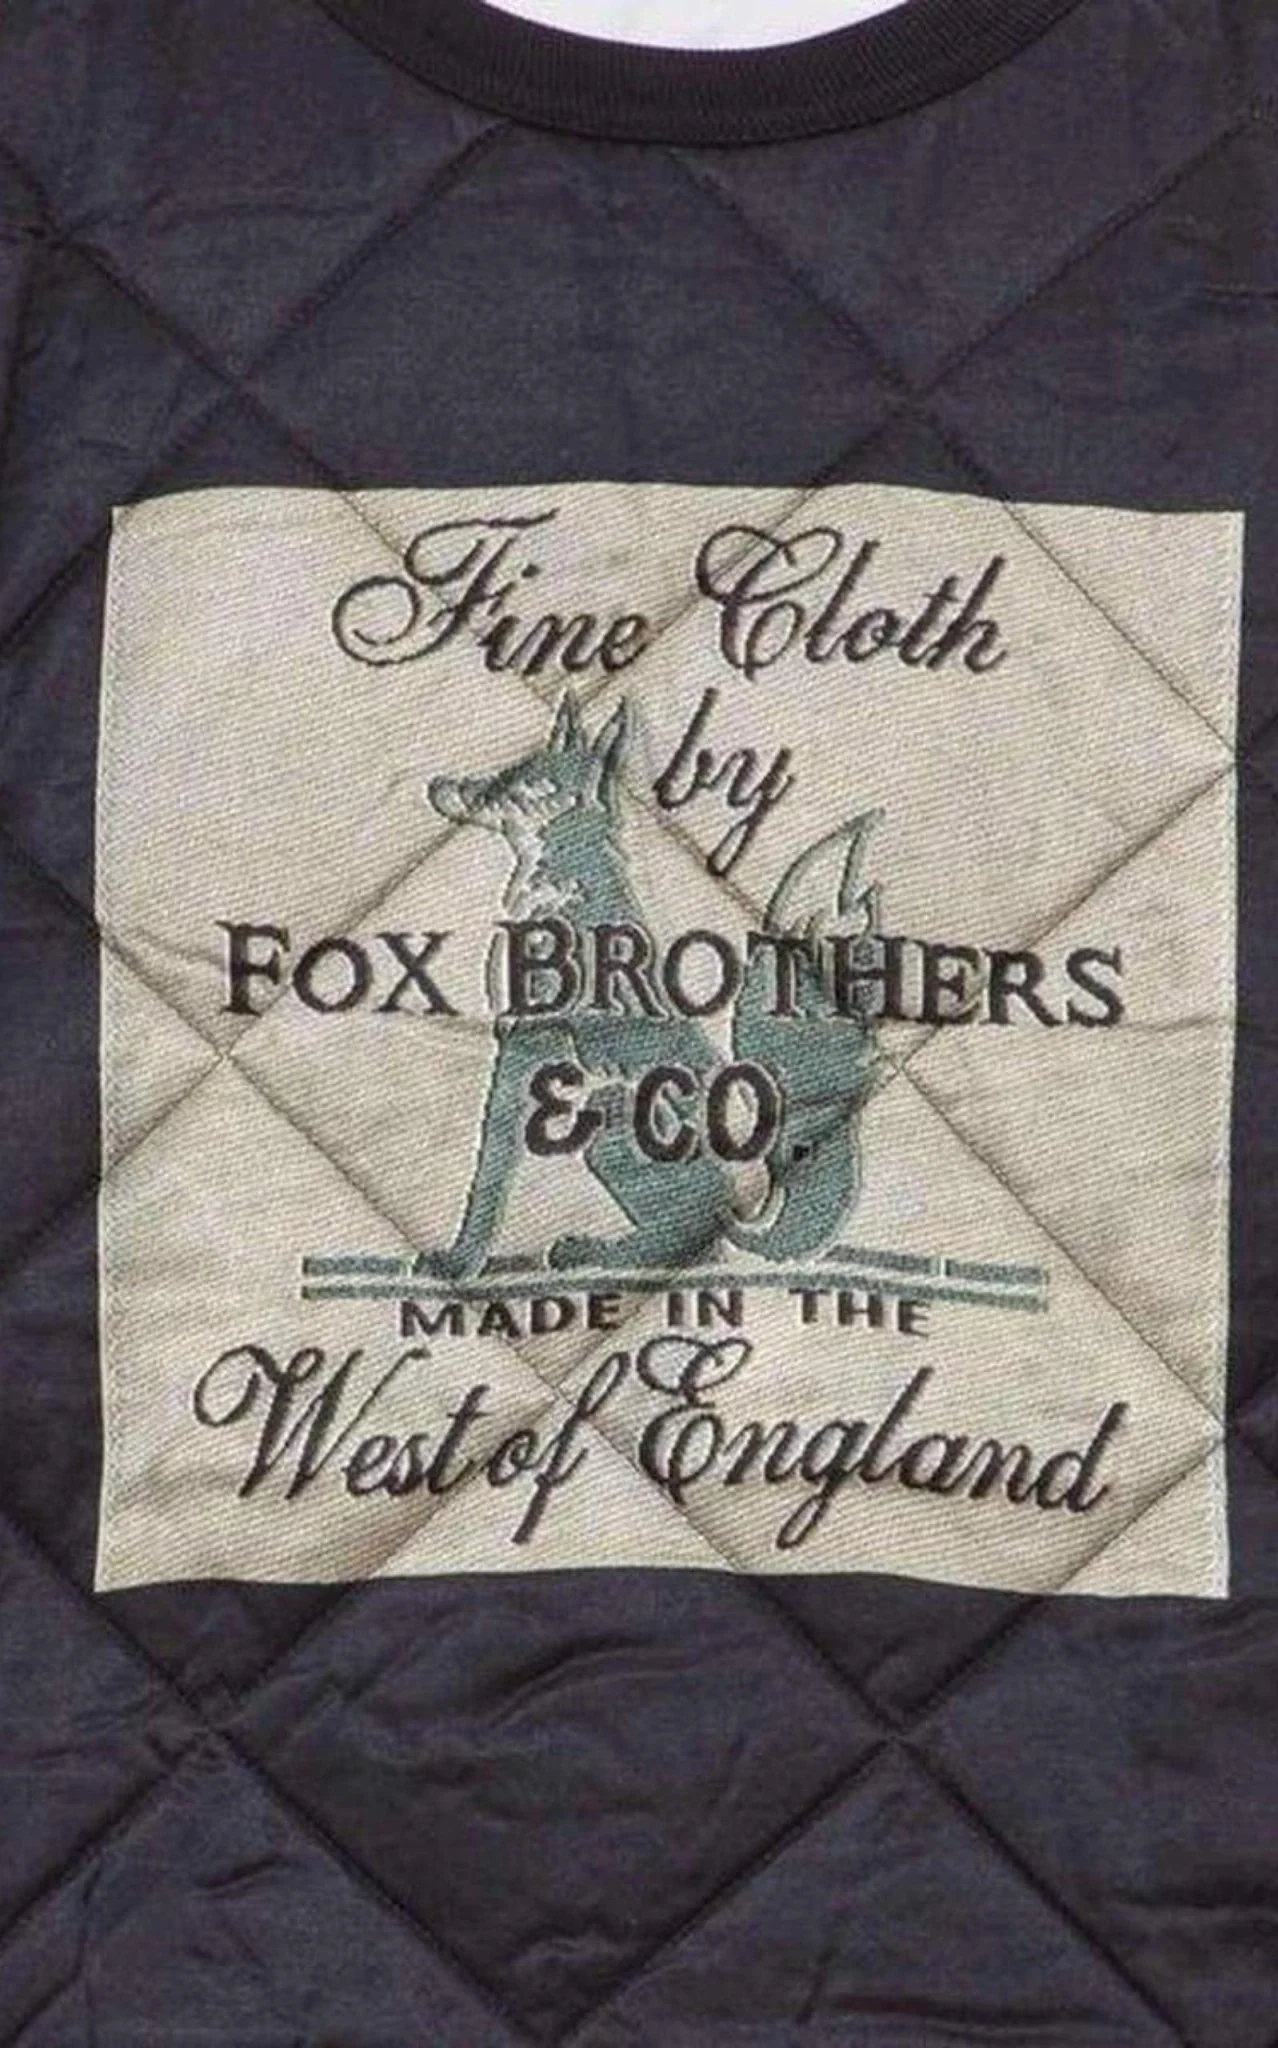 Fine Cloth
by
FOX BROTHERS
& CO.
MADE IN THE
West of England